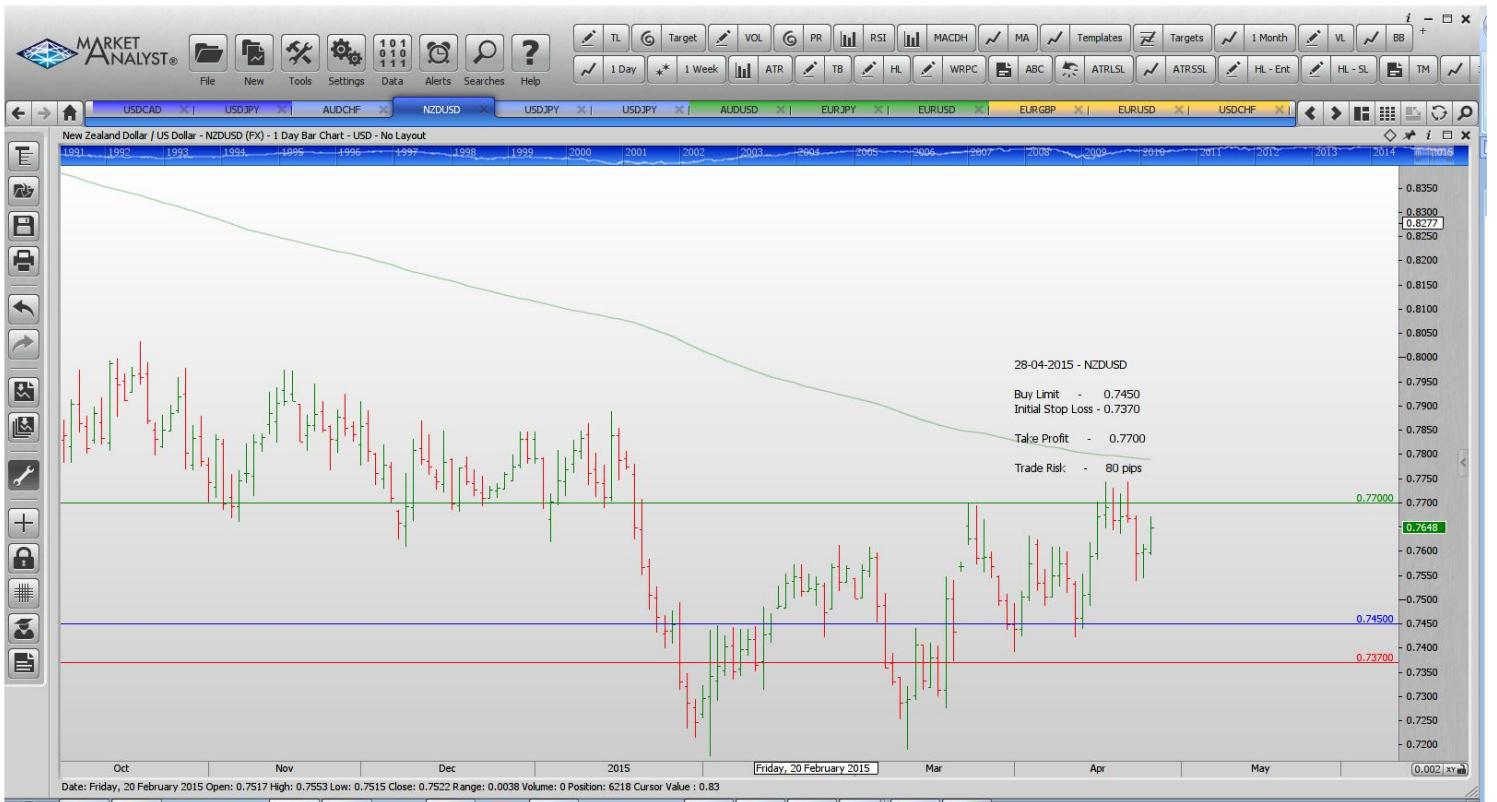 MARKET ANALYST®
File New Tools Settings Data Alerts Searches Help
TL Target VOL PR RSI MACDH MA Templates Targets 1 Month VL BB
1 Day 1 Week ATR TB HL WRPC ABC ATRLSL ATRSSL HL - Ent HL - SL TM
USDCAD USDJPY AUDCHF NZDUSD USDJPY USDJPY AUDUSD EURJPY EURUSD EURGBP EURUSD USDCHF
New Zealand Dollar / US Dollar - NZDUSD (FX) - 1 Day Bar Chart - USD - No Layout
1991 1992 1993 1994 1995 1996 1997 1998 1999 2000 2001 2002 2003 2004 2005 2006 2007 2008 2009 2010 2011 2012 2013 2014 2015
0.8350
0.8300
0.8277
0.8250
0.8200
0.8150
0.8100
0.8050
0.8000
28-04-2015 - NZDUSD
0.7950
Buy Limit - 0.7450
0.7900
Initial Stop Loss - 0.7370
0.7850
Take Profit - 0.7700
0.7800
Trade Risk - 80 pips
0.7750
0.77000 0.7700
0.7648
0.7600
0.7550
0.7500
0.74500 0.7450
0.7400
0.73700
0.7350
0.7300
0.7250
0.7200
Oct Nov Dec 2015 Friday, 20 February 2015 Mar Apr May 0.002 XY
Date: Friday, 20 February 2015 Open: 0.7517 High: 0.7553 Low: 0.7515 Close: 0.7522 Range: 0.0038 Volume: 0 Position: 6218 Cursor Value : 0.83